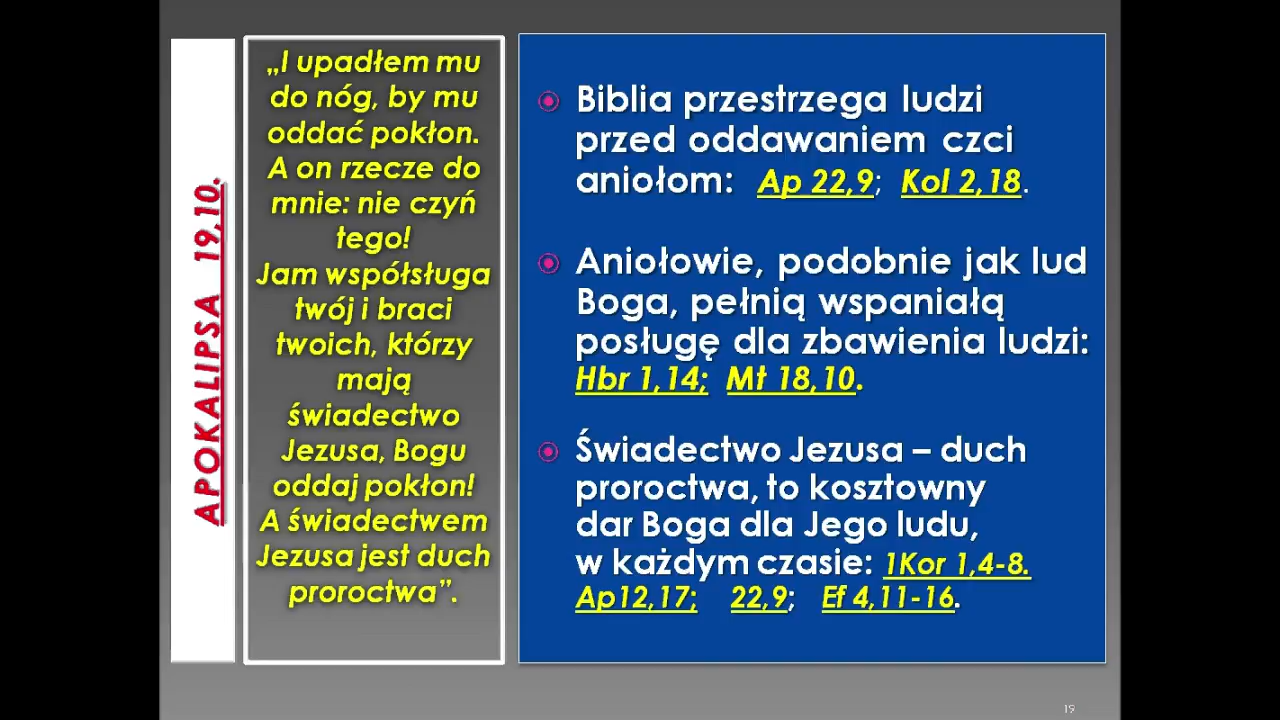 APOKALIPSA 19,10.
„I upadłem mu
do nóg, by mu
oddać pokłon.
A on rzecze do
mnie: nie czyń
tego!
Jam współsługa
twój i braci
twoich, którzy
mają
świadectwo
Jezusa, Bogu
oddaj pokłon!
A świadectwem
Jezusa jest duch
proroctwa”.
Biblia przestrzega ludzi
przed oddawaniem czci
aniołom: Ap 22,9; Kol 2,18.
Aniołowie, podobnie jak lud
Boga, pełnią wspaniałą
posługę dla zbawienia ludzi:
Hbr 1,14; Mt 18,10.
Świadectwo Jezusa – duch
proroctwa, to kosztowny
dar Boga dla Jego ludu,
w każdym czasie: 1Kor 1,4-8.
Ap12,17; 22,9; Ef 4,11-16.
19